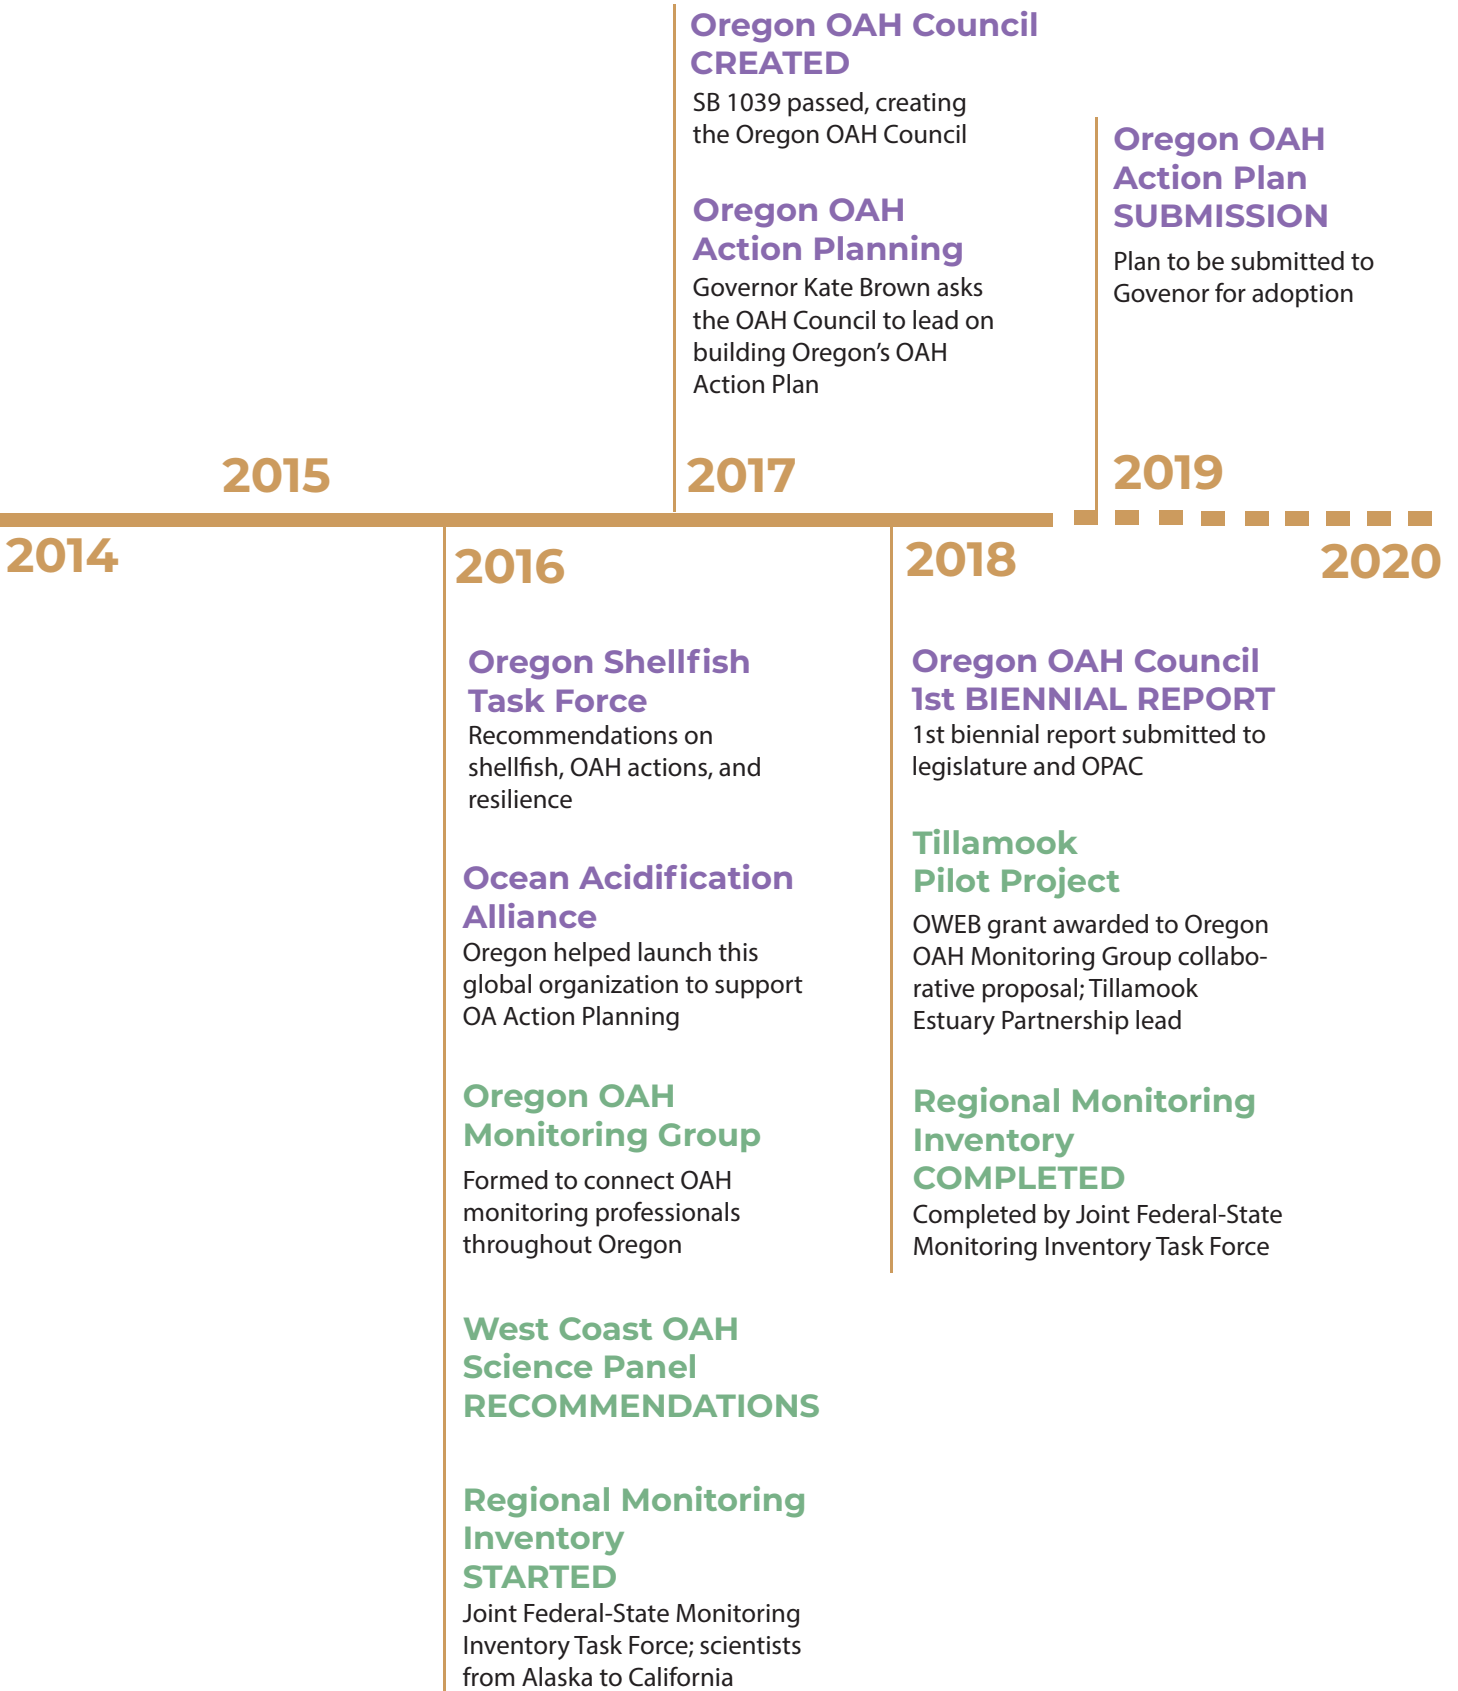 Oregon OAH Council
CREATED
SB 1039 passed, creating
the Oregon OAH Council
Oregon OAH
Action Planning
Governor Kate Brown asks
the OAH Council to lead on
building Oregon’s OAH
Action Plan
Oregon OAH
Action Plan
SUBMISSION
Plan to be submitted to
Govenor for adoption
2015
2017
2019
2014
2016
2018
2020
Oregon Shellfish
Task Force
Recommendations on
shellfish, OAH actions, and
resilience
Ocean Acidification
Alliance
Oregon helped launch this
global organization to support
OA Action Planning
Oregon OAH
Monitoring Group
Formed to connect OAH
monitoring professionals
throughout Oregon
West Coast OAH
Science Panel
RECOMMENDATIONS
Regional Monitoring
Inventory
STARTED
Joint Federal-State Monitoring
Inventory Task Force; scientists
from Alaska to California
Oregon OAH Council
1st BIENNIAL REPORT
1st biennial report submitted to
legislature and OPAC
Tillamook
Pilot Project
OWEB grant awarded to Oregon
OAH Monitoring Group collabo-
rative proposal; Tillamook
Estuary Partnership lead
Regional Monitoring
Inventory
COMPLETED
Completed by Joint Federal-State
Monitoring Inventory Task Force